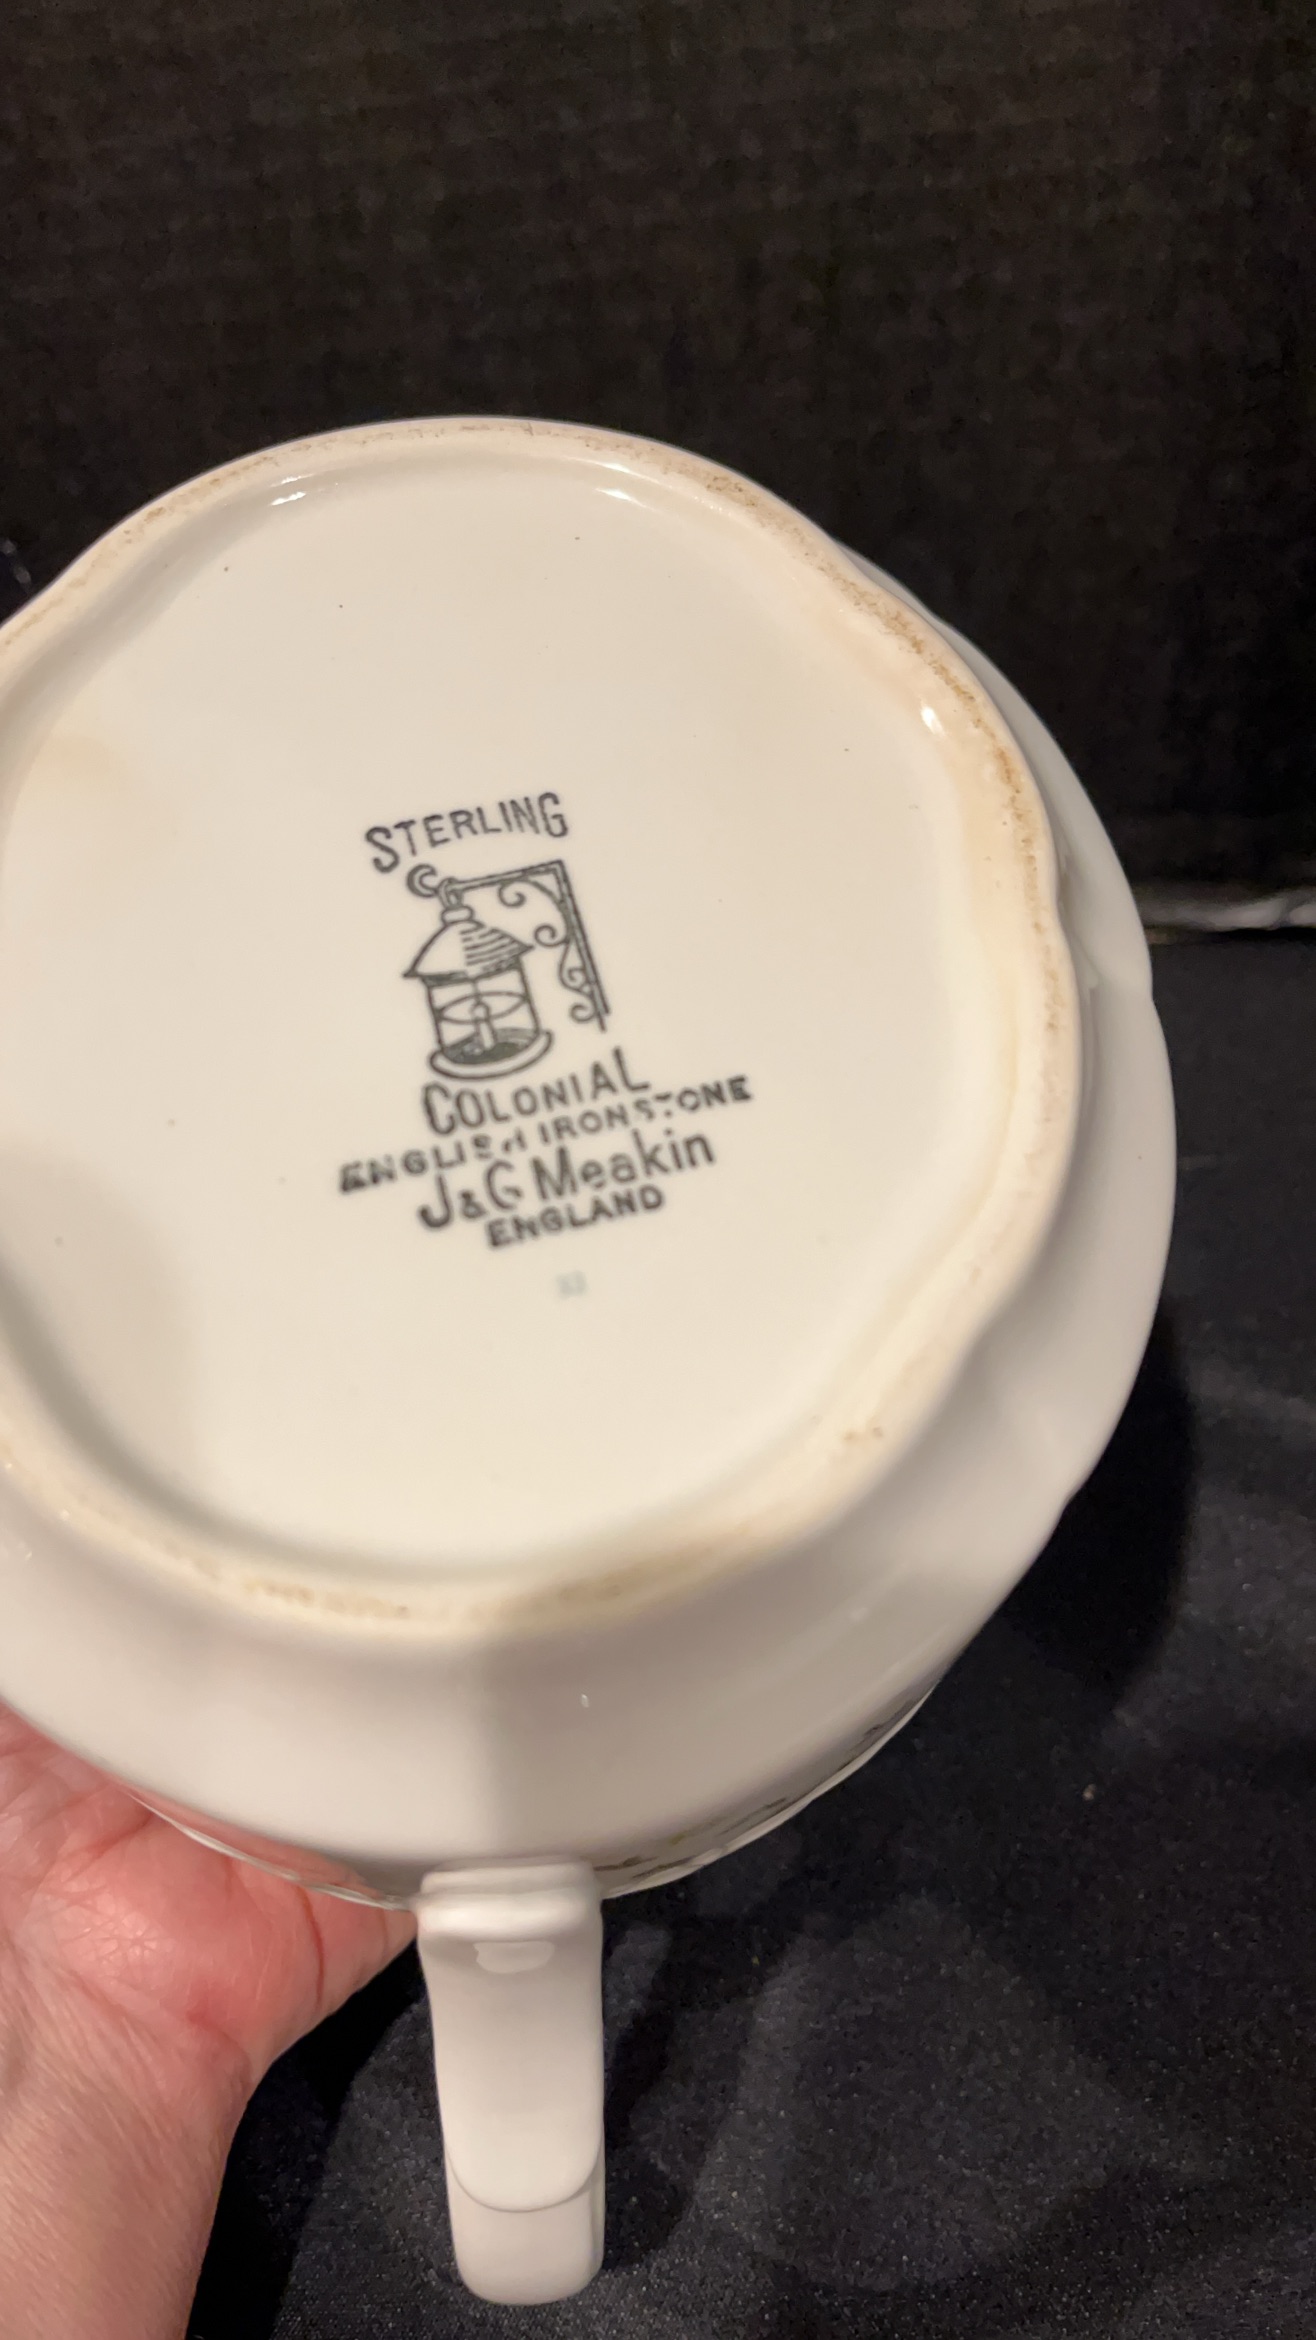 STERLING
COLONIAL
ENGLISH IRONSTONE
J&G Meakin
ENGLAND